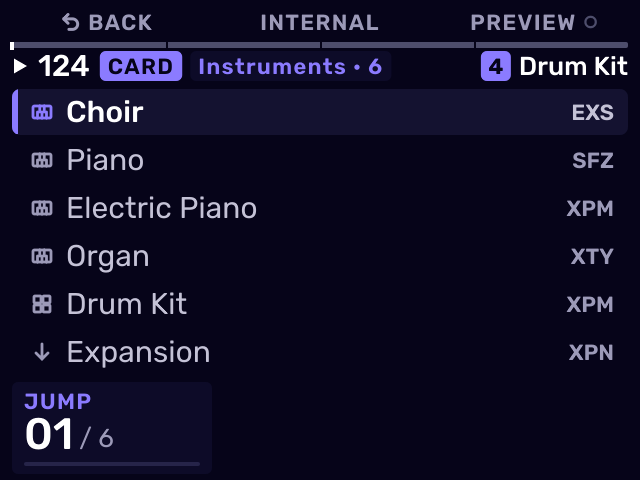 BACK INTERNAL PREVIEW
124 CARD Instruments · 6 4 Drum Kit
Choir EXS
Piano SFZ
Electric Piano XPM
Organ XTY
Drum Kit XPM
Expansion XPN
JUMP
01 / 6